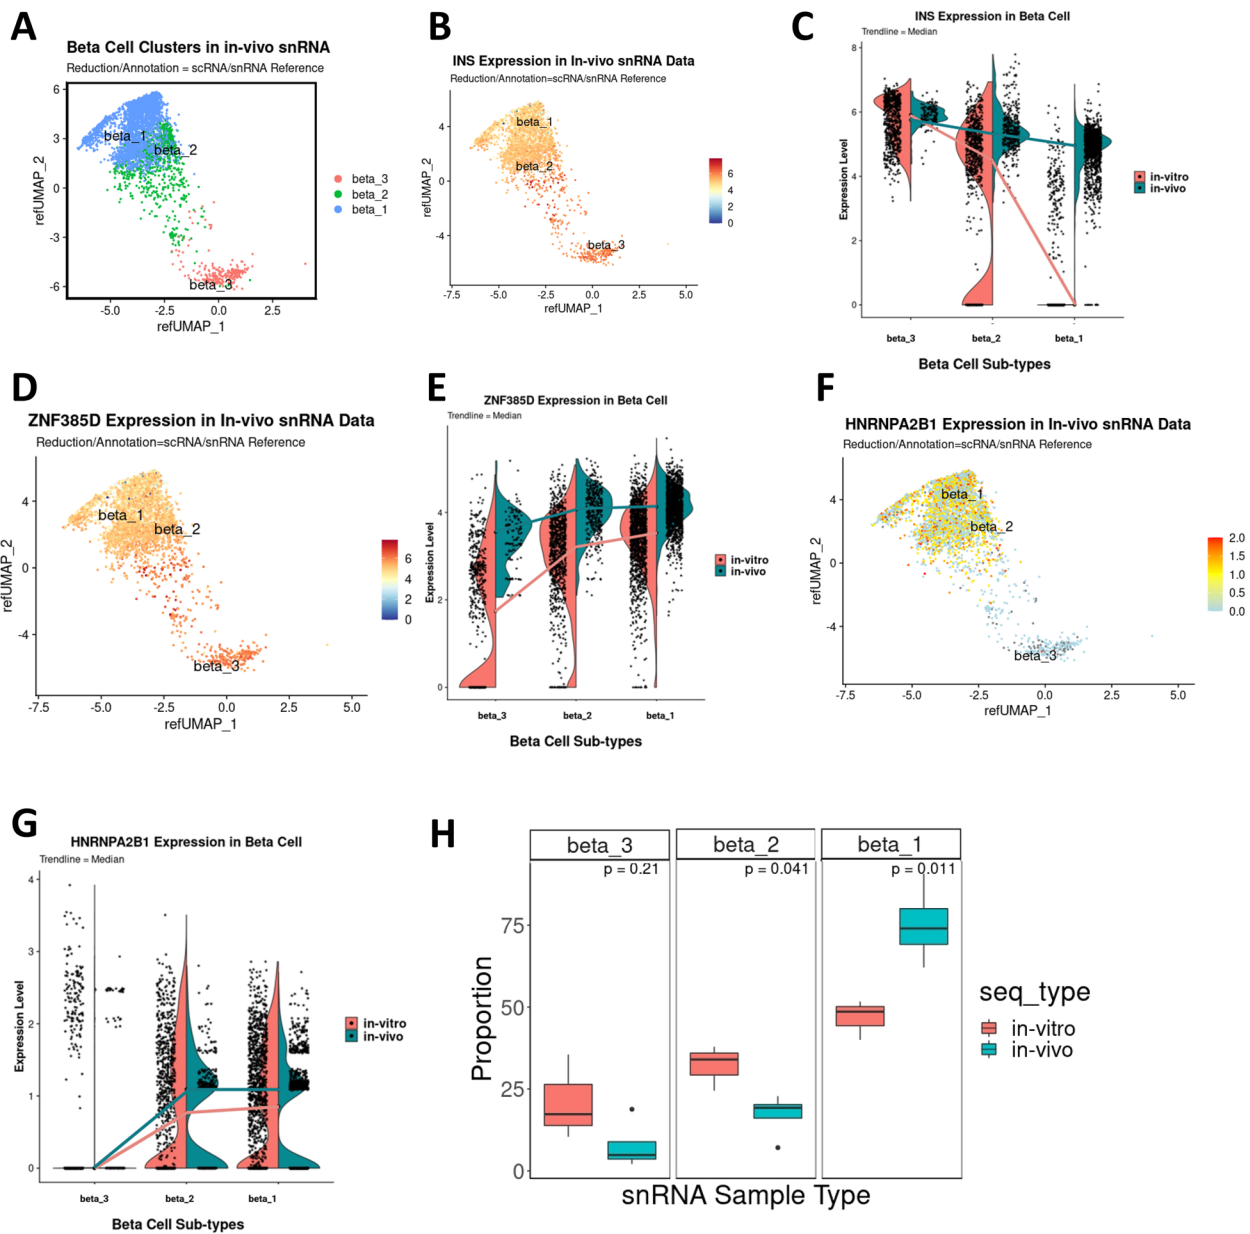 A
Beta Cell Clusters in in-vivo snRNA
Reduction/Annotation = scRNA/snRNA Reference
6
3
0
-3
-6
refUMAP_2
beta_1
beta_2
beta_3
-5.0
-2.5
0.0
2.5
refUMAP_1
beta_3
beta_2
beta_1
B
INS Expression in In-vivo snRNA Data
Reduction/Annotation=scRNA/snRNA Reference
4
0
-4
refUMAP_2
beta_1
beta_2
beta_3
-7.5
-5.0
-2.5
0.0
2.5
5.0
refUMAP_1
6
4
2
0
C
INS Expression in Beta Cell
Trendline = Median
8
6
4
2
0
Expression Level
beta_3
beta_2
beta_1
Beta Cell Sub-types
in-vitro
in-vivo
D
ZNF385D Expression in In-vivo snRNA Data
Reduction/Annotation=scRNA/snRNA Reference
4
0
-4
refUMAP_2
beta_1
beta_2
beta_3
-7.5
-5.0
-2.5
0.0
2.5
5.0
refUMAP_1
6
4
2
0
E
ZNF385D Expression in Beta Cell
Trendline = Median
4
2
0
Expression Level
beta_3
beta_2
beta_1
Beta Cell Sub-types
in-vitro
in-vivo
F
HNRNPA2B1 Expression in In-vivo snRNA Data
Reduction/Annotation=scRNA/snRNA Reference
4
0
-4
refUMAP_2
beta_1
beta_2
beta_3
-7.5
-5.0
-2.5
0.0
2.5
5.0
refUMAP_1
2.0
1.5
1.0
0.5
0.0
G
HNRNPA2B1 Expression in Beta Cell
Trendline = Median
4
3
2
1
0
Expression Level
beta_3
beta_2
beta_1
Beta Cell Sub-types
in-vitro
in-vivo
H
beta_3
beta_2
beta_1
p = 0.21
p = 0.041
p = 0.011
75
50
25
0
Proportion
snRNA Sample Type
seq_type
in-vitro
in-vivo